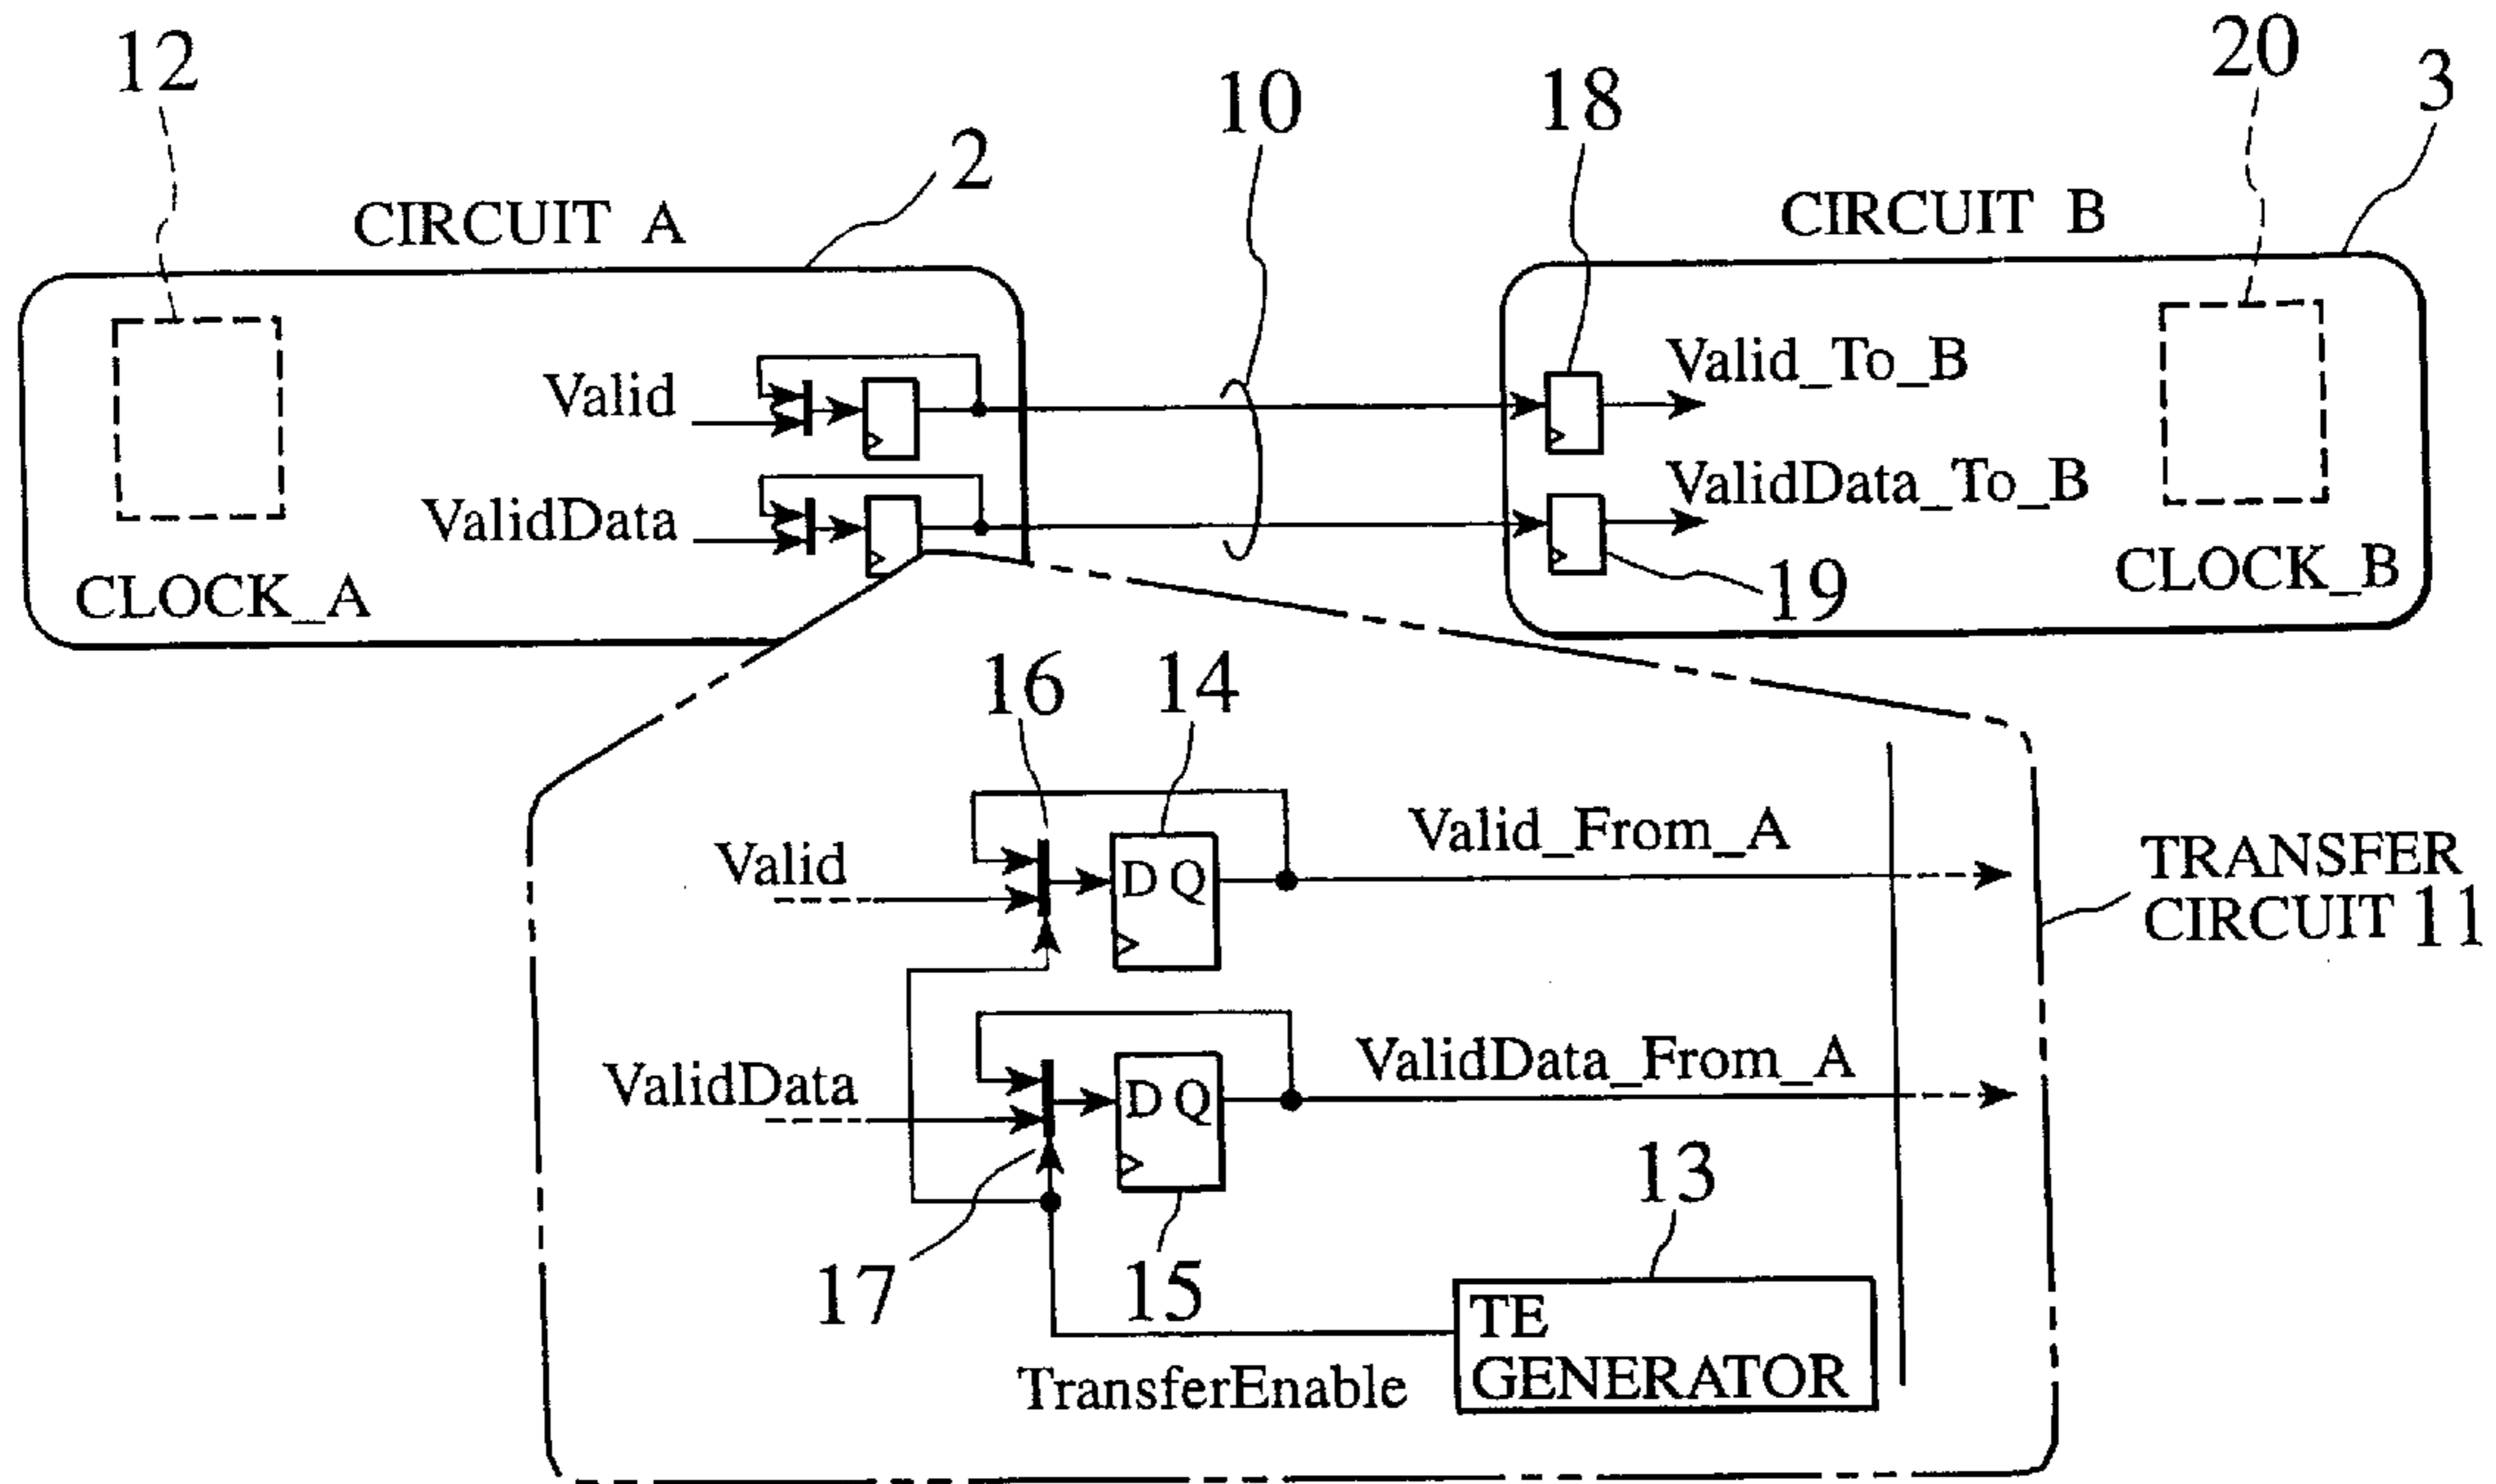 12
2
10
18
20
3
CIRCUIT A
CIRCUIT B
Valid
Valid_To_B
ValidData
ValidData_To_B
CLOCK_A
CLOCK_B
19
16
14
Valid
Valid_From_A
D Q
TRANSFER
CIRCUIT 11
ValidData
ValidData_From_A
D Q
17
15
13
TE
GENERATOR
TransferEnable